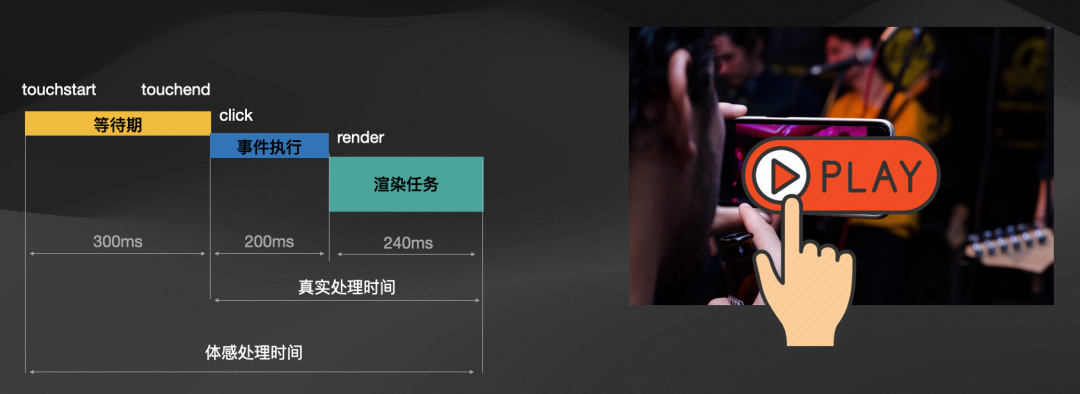 touchstart
touchend
等待期
click
事件执行
render
渲染任务
300ms
200ms
240ms
真实处理时间
体感处理时间
PLAY